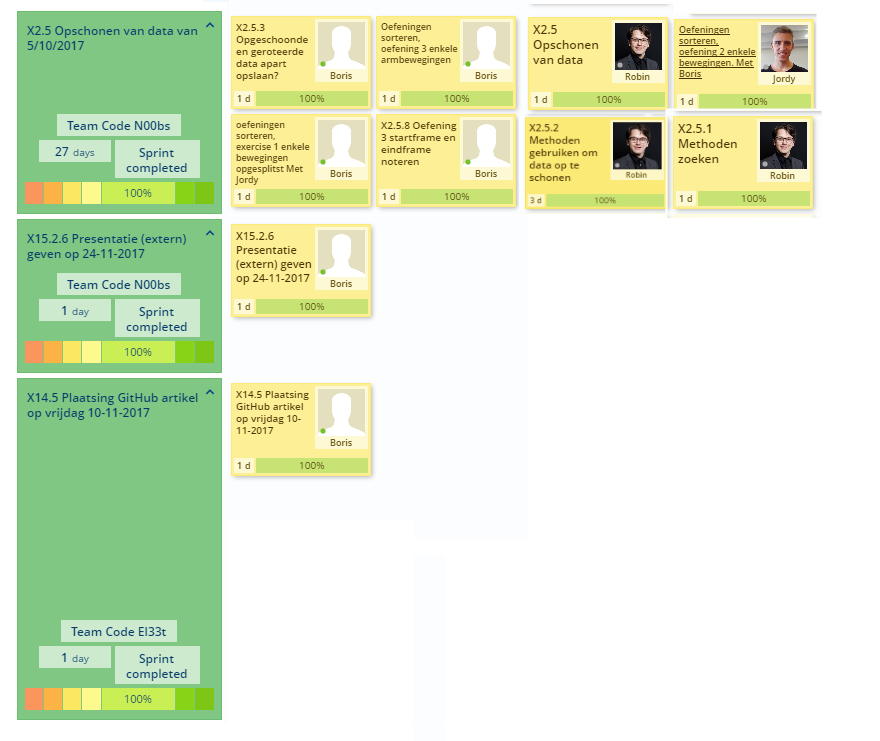 X2.5 Opschonen van data van
5/10/2017
Team Code N00bs
27 days
Sprint
completed
100%
X2.5.3
Opgeschoonde
en geroteerde
data apart
opslaan?
Boris
1 d
100%
Oefeningen
sorteren,
oefening 3 enkele
armbewegingen
Boris
1 d
100%
X2.5
Opschonen
van data
Robin
1 d
100%
Oefeningen
sorteren,
oefening 2 enkele
bewegingen. Met
Boris
Jordy
1 d
100%
oefeningen
sorteren,
exercise 1 enkele
bewegingen
opgesplitst Met
Jordy
Boris
1 d
100%
X2.5.8 Oefening
3 startframe en
eindframe
noteren
Boris
1 d
100%
X2.5.2
Methoden
gebruiken om
data op te
schonen
Robin
3 d
100%
X2.5.1
Methoden
zoeken
Robin
1 d
100%
X15.2.6 Presentatie (extern)
geven op 24-11-2017
Team Code N00bs
1 day
Sprint
completed
100%
X15.2.6
Presentatie
(extern) geven
op 24-11-2017
Boris
1 d
100%
X14.5 Plaatsing GitHub artikel
op vrijdag 10-11-2017
Team Code El33t
1 day
Sprint
completed
100%
X14.5 Plaatsing
GitHub artikel
op vrijdag 10-
11-2017
Boris
1 d
100%